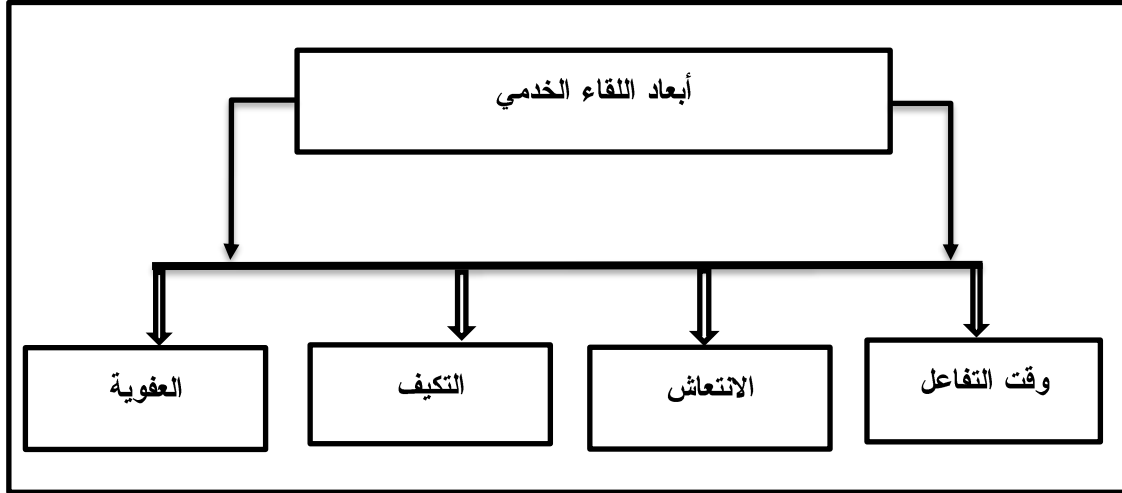 أبعاد اللقاء الخدمي
وقت التفاعل
الانتعاش
التكيف
العفوية